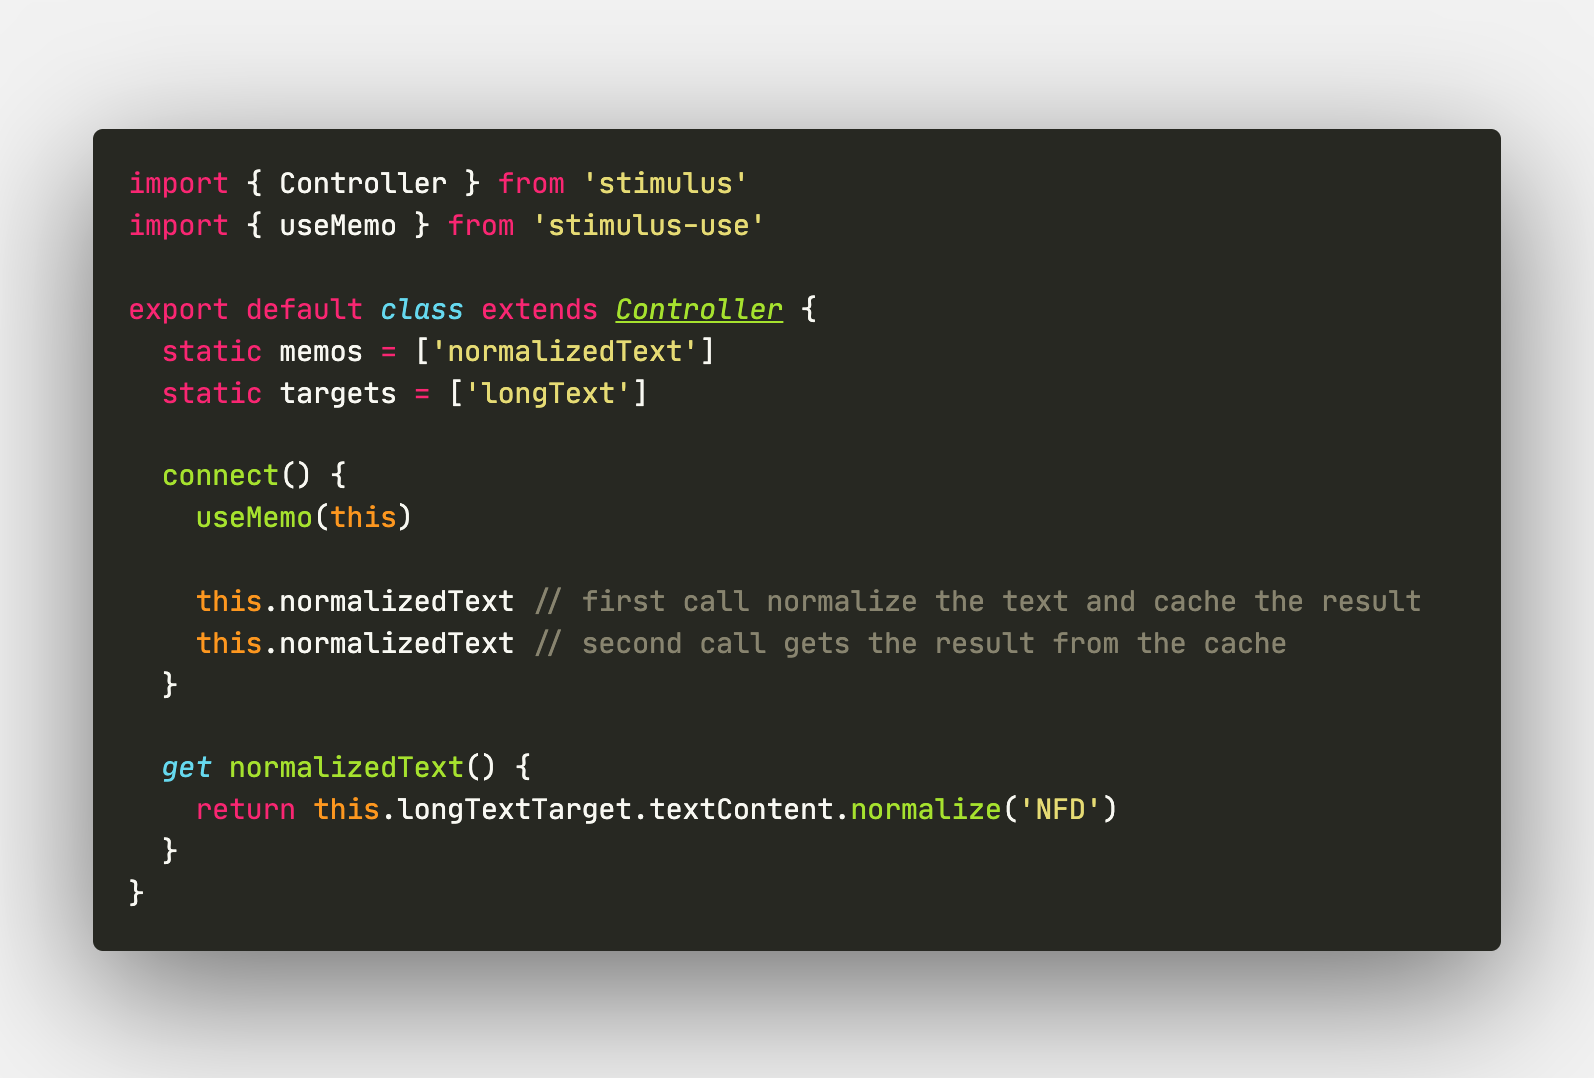 import { Controller } from 'stimulus'
import { useMemo } from 'stimulus-use'

export default class extends Controller {
  static memos = ['normalizedText']
  static targets = ['longText']

  connect() {
    useMemo(this)

    this.normalizedText // first call normalize the text and cache the result
    this.normalizedText // second call gets the result from the cache
  }

  get normalizedText() {
    return this.longTextTarget.textContent.normalize('NFD')
  }
}